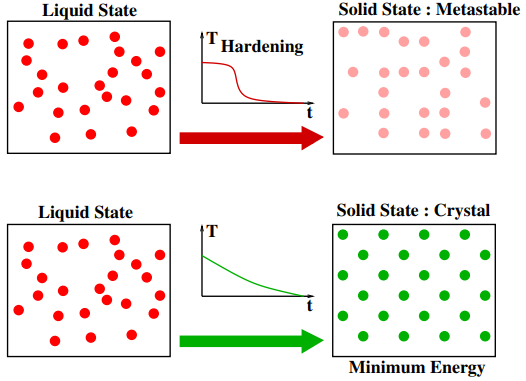 Liquid State
T
Hardening
t
Solid State : Metastable
Liquid State
T
t
Solid State : Crystal
Minimum Energy